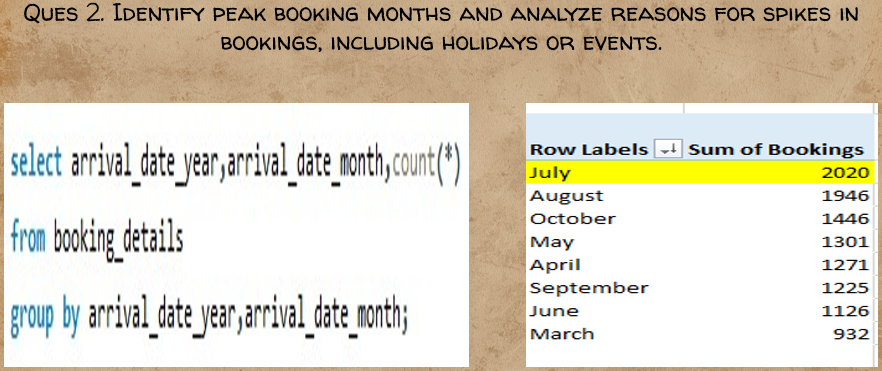 Ques 2. Identify peak booking months and analyze reasons for spikes in
bookings, including holidays or events.
select arrival_date_year,arrival_date_month,count(*)
from booking_details
group by arrival_date_year,arrival_date_month;
Row Labels Sum of Bookings
July 2020
August 1946
October 1446
May 1301
April 1271
September 1225
June 1126
March 932